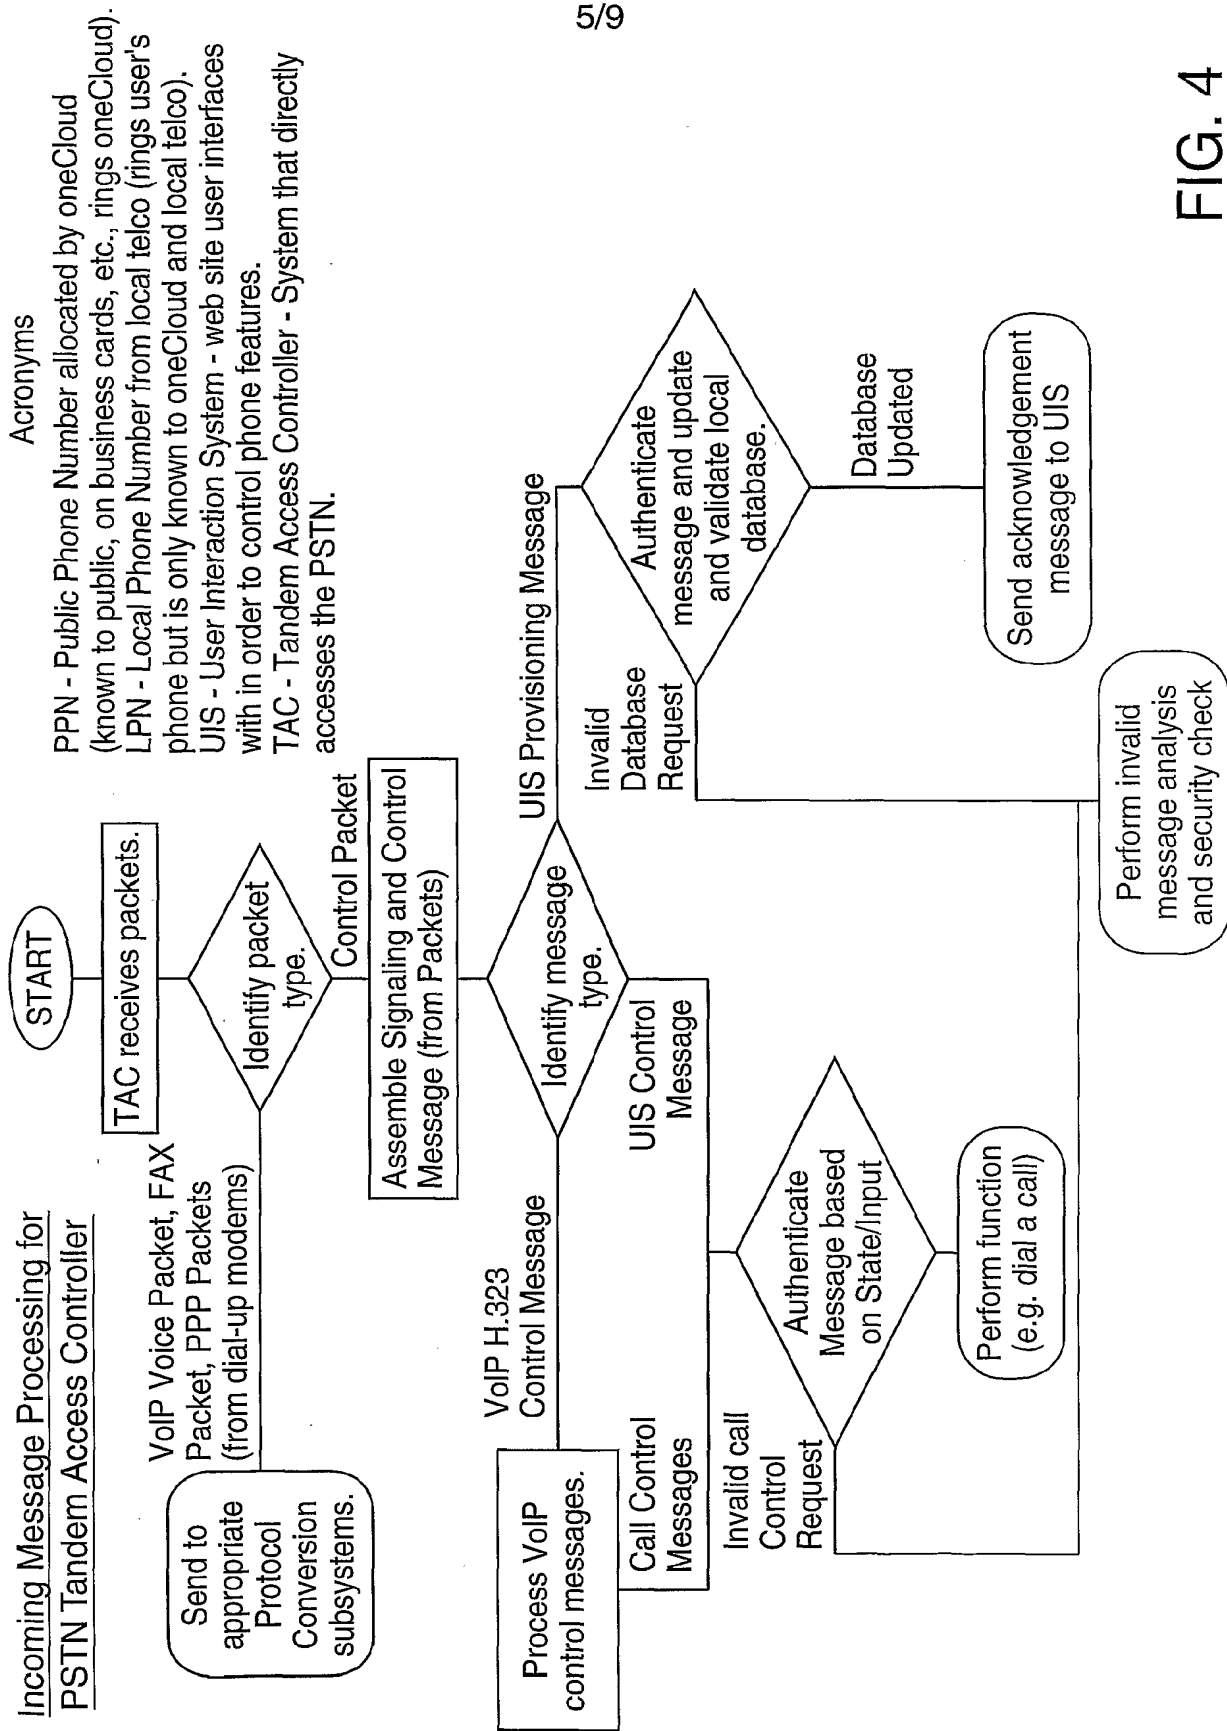 5/9
Incoming Message Processing for
PSTN Tandem Access Controller
Acronyms
PPN - Public Phone Number allocated by oneCloud
(known to public, on business cards, etc., rings oneCloud).
LPN - Local Phone Number from local telco (rings user's
phone but is only known to oneCloud and local telco).
UIS - User Interaction System - web site user interfaces
with in order to control phone features.
TAC - Tandem Access Controller - System that directly
accesses the PSTN.
START
TAC receives packets.
Identify packet
type.
VoIP Voice Packet, FAX
Packet, PPP Packets
(from dial-up modems)
Send to
appropriate
Protocol
Conversion
subsystems.
Control Packet
Assemble Signaling and Control
Message (from Packets)
Identify message
type.
VoIP H.323
Control Message
Process VoIP
control messages.
Call Control
Messages
UIS Control
Message
UIS Provisioning Message
Authenticate
message and update
and validate local
database.
Invalid
Database
Request
Database
Updated
Send acknowledgement
message to UIS
Authenticate
Message based
on State/Input
Invalid call
Control
Request
Perform function
(e.g. dial a call)
Perform invalid
message analysis
and security check
FIG. 4